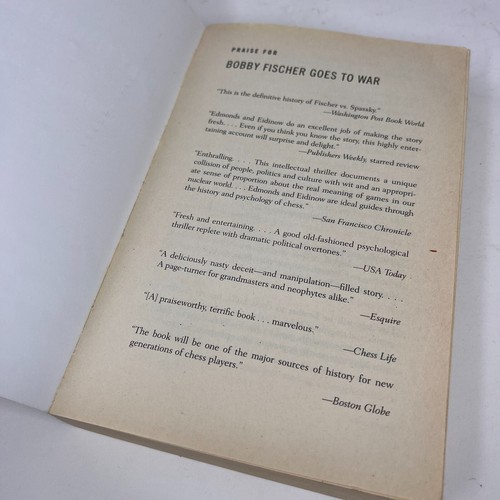 PRAISE FOR
BOBBY FISCHER GOES TO WAR
"This is the definitive history of Fischer vs. Spassky."
—Washington Post Book World
"Edmonds and Eidinow do an excellent job of making the story
fresh. . . . Even if you think you know the story, this highly enter-
taining account will surprise and delight."
—Publishers Weekly, starred review
"Enthralling. . . . This intellectual thriller documents a unique
collision of people, politics and culture with wit and an appropri-
ate sense of proportion about the real meaning of games in our
nuclear world. . . . Edmonds and Eidinow are ideal guides through
the history and psychology of chess."
—San Francisco Chronicle
"Fresh and entertaining. . . . A good old-fashioned psychological
thriller replete with dramatic political overtones."
—USA Today
"A deliciously nasty deceit—and manipulation—filled story. . . .
A page-turner for grandmasters and neophytes alike."
—Esquire
"[A] praiseworthy, terrific book . . . marvelous."
—Chess Life
"The book will be one of the major sources of history for new
generations of chess players."
—Boston Globe